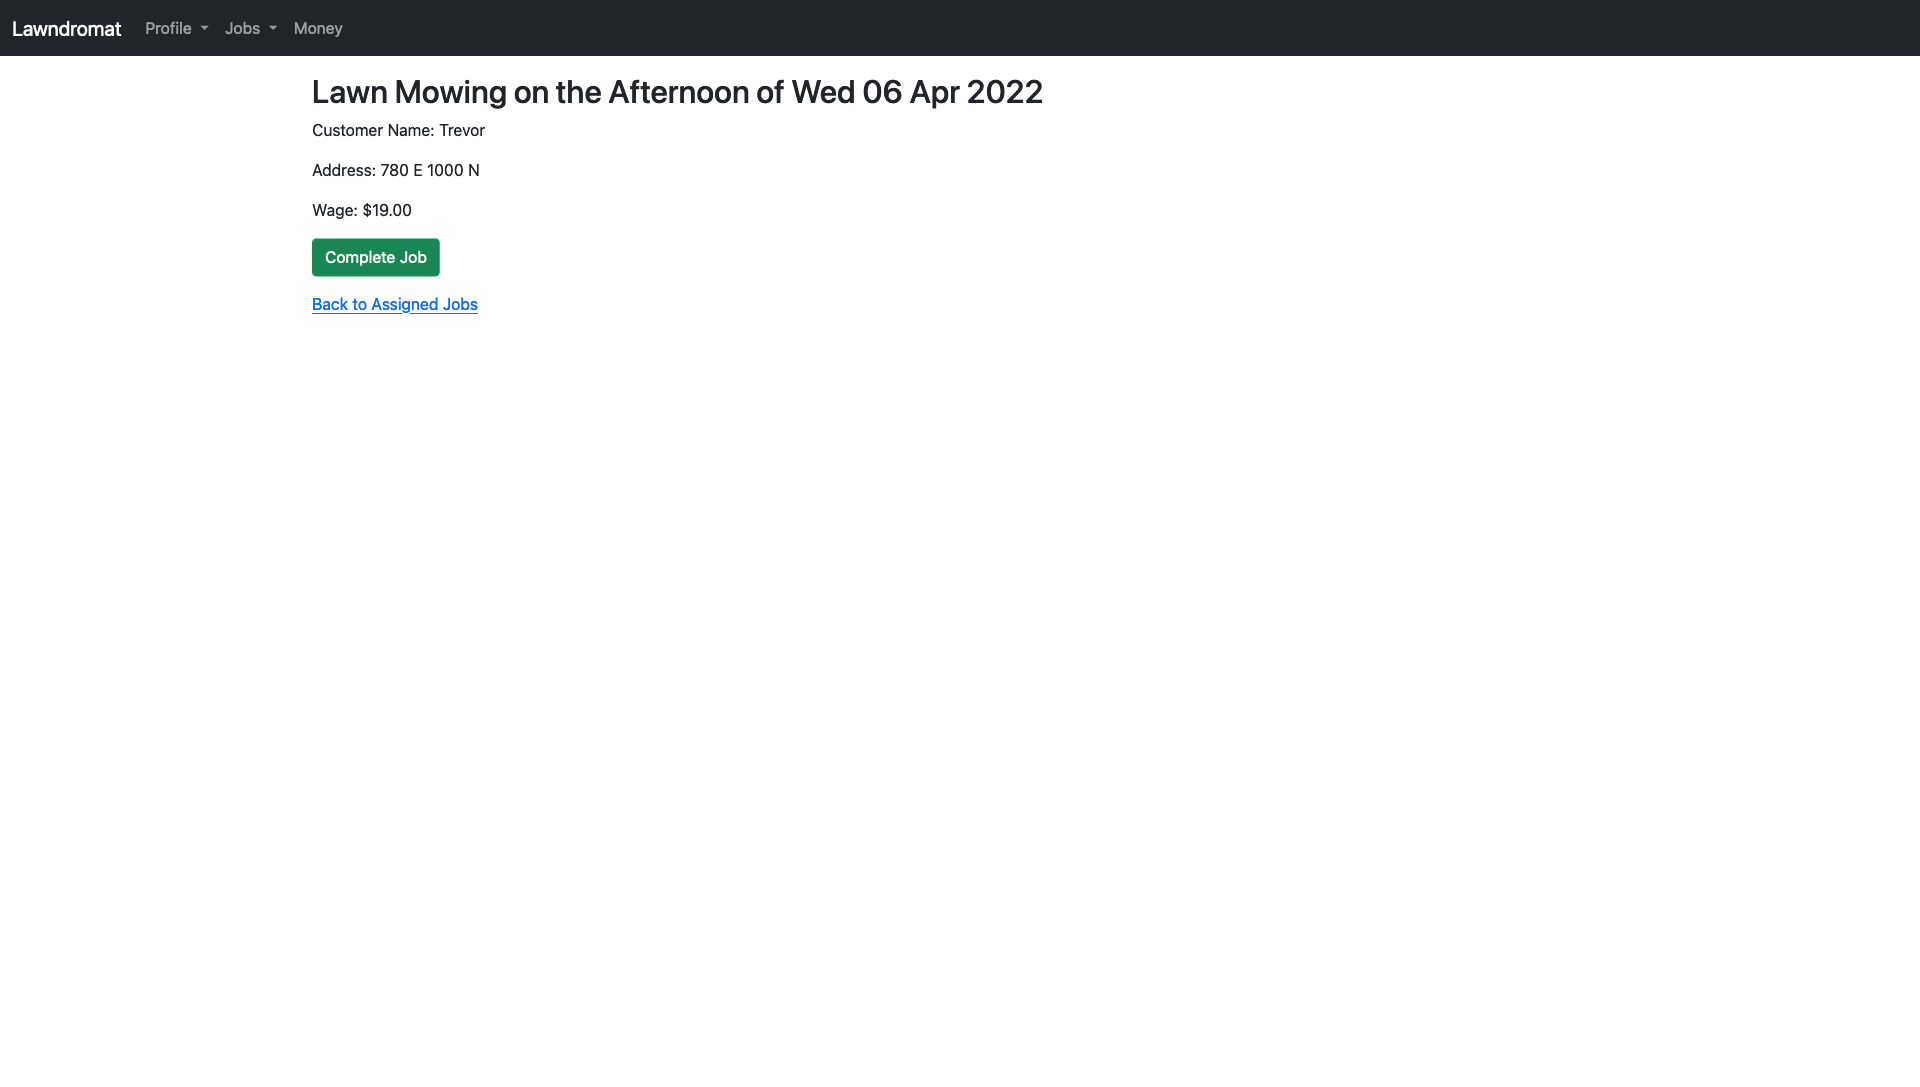 Lawndromat Profile Jobs Money
Lawn Mowing on the Afternoon of Wed 06 Apr 2022
Customer Name: Trevor
Address: 780 E 1000 N
Wage: $19.00
Complete Job
Back to Assigned Jobs